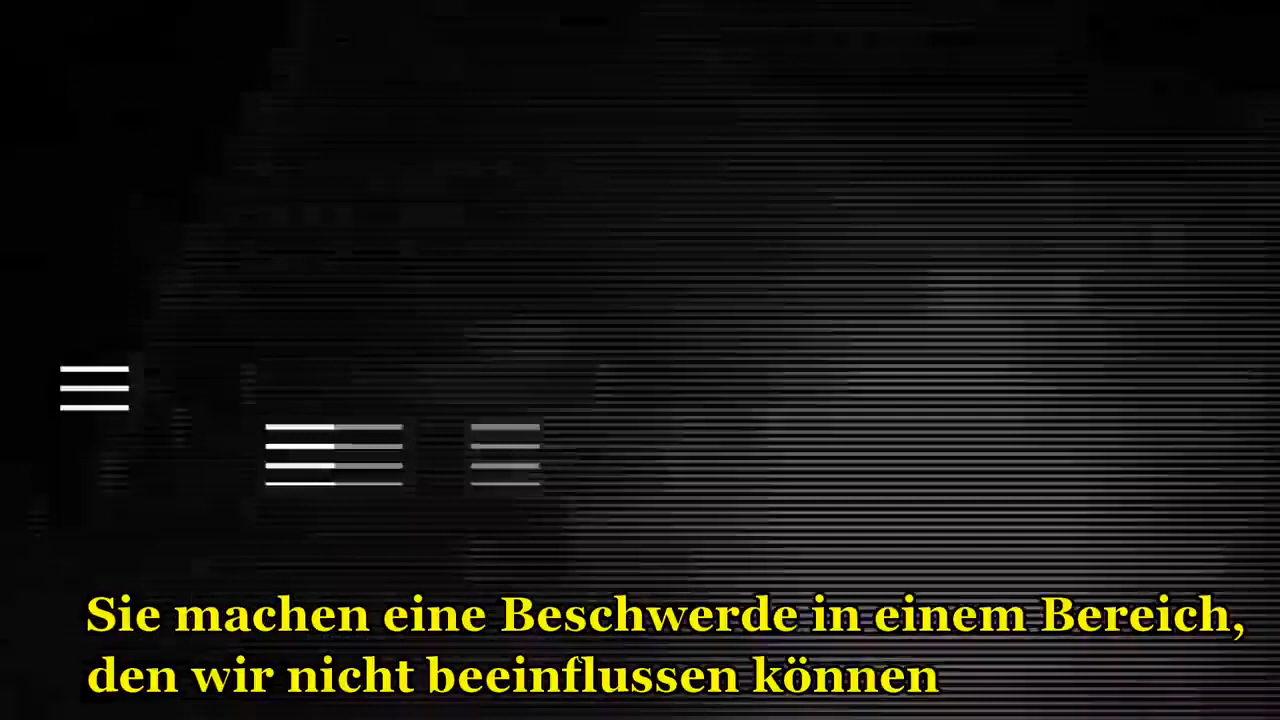 Sie machen eine Beschwerde in einem Bereich,
den wir nicht beeinflussen können